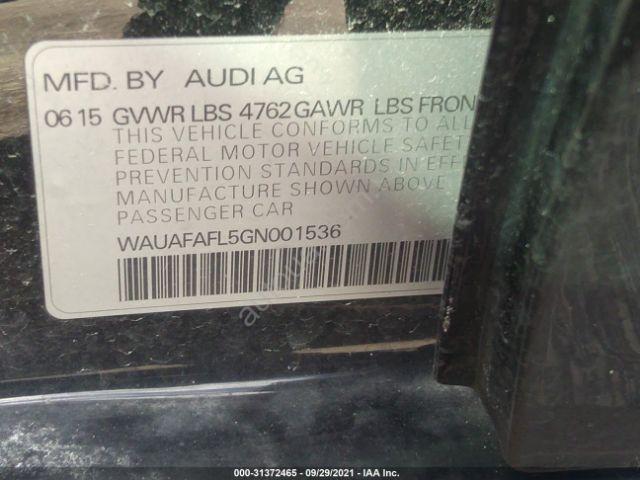 MFD. BY AUDI AG
06 15 GVWR LBS 4762 GAWR LBS FRON
THIS VEHICLE CONFORMS TO ALL
FEDERAL MOTOR VEHICLE SAFET
PREVENTION STANDARDS IN EFFE
MANUFACTURE SHOWN ABOVE
PASSENGER CAR
WAUAFAFL5GN001536
000-31372465 - 09/29/2021 - IAA Inc.